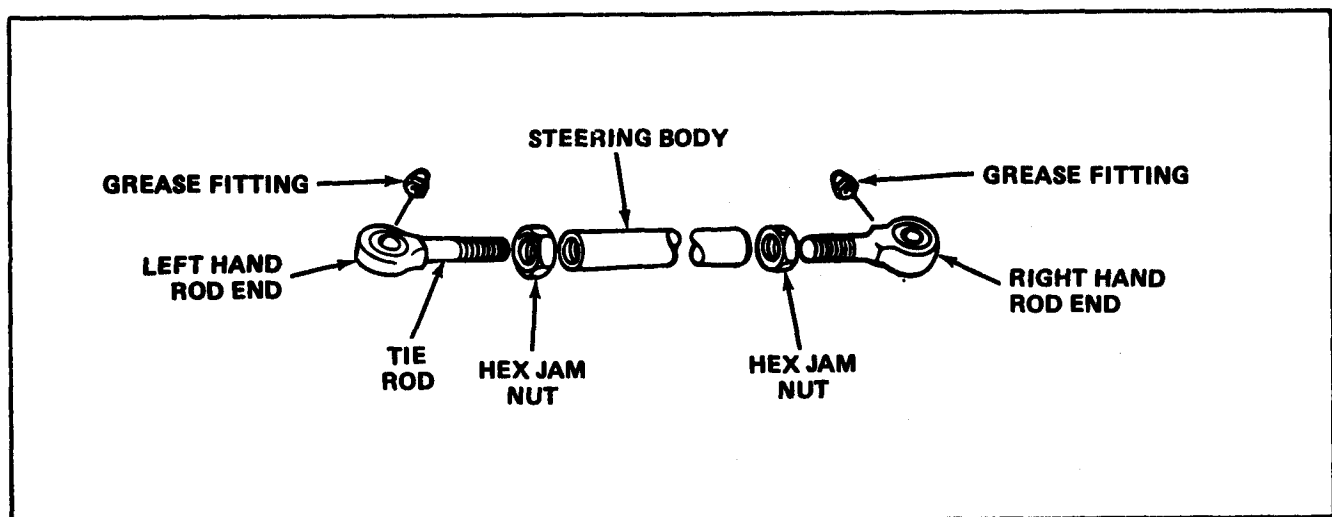 STEERING BODY
GREASE FITTING
GREASE FITTING
LEFT HAND
ROD END
RIGHT HAND
ROD END
TIE
ROD
HEX JAM
NUT
HEX JAM
NUT